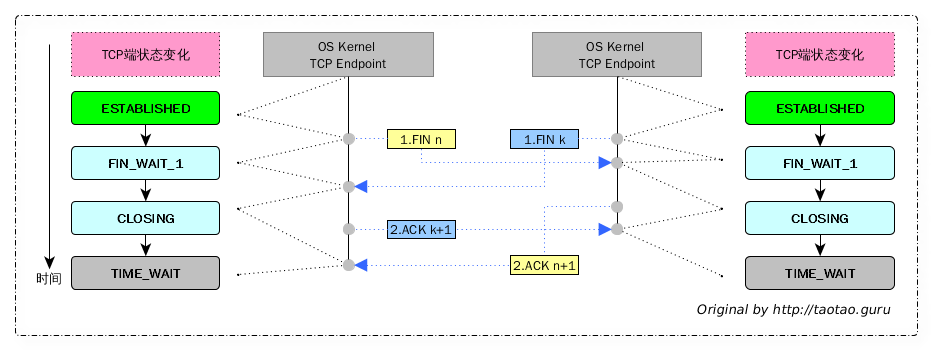 TCP端状态变化
OS Kernel
TCP Endpoint
OS Kernel
TCP Endpoint
TCP端状态变化
ESTABLISHED
ESTABLISHED
1.FIN n
1.FIN k
FIN_WAIT_1
FIN_WAIT_1
CLOSING
CLOSING
2.ACK k+1
2.ACK n+1
TIME_WAIT
TIME_WAIT
时间
Original by http://taotao.guru